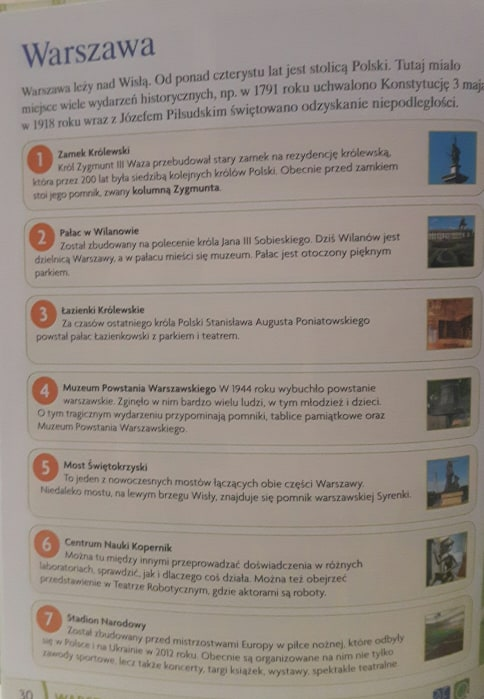 Warszawa
Warszawa leży nad Wisłą. Od ponad czterystu lat jest stolicą Polski. Tutaj miało
miejsce wiele wydarzeń historycznych, np. w 1791 roku uchwalono Konstytucję 3 maja
w 1918 roku wraz z Józefem Piłsudskim świętowano odzyskanie niepodległości.
1 Zamek Królewski
Król Zygmunt III Waza przebudował stary zamek na rezydencję królewską,
która przez 200 lat była siedzibą kolejnych królów Polski. Obecnie przed zamkiem
stoi jego pomnik, zwany kolumną Zygmunta.
2 Pałac w Wilanowie
Został zbudowany na polecenie króla Jana III Sobieskiego. Dziś Wilanów jest
dzielnicą Warszawy, a w pałacu mieści się muzeum. Pałac jest otoczony pięknym
parkiem.
3 Łazienki Królewskie
Za czasów ostatniego króla Polski Stanisława Augusta Poniatowskiego
powstał pałac Łazienkowski z parkiem i teatrem.
4 Muzeum Powstania Warszawskiego W 1944 roku wybuchło powstanie
warszawskie. Zginęło w nim bardzo wielu ludzi, w tym młodzież i dzieci.
O tym tragicznym wydarzeniu przypominają pomniki, tablice pamiątkowe oraz
Muzeum Powstania Warszawskiego.
5 Most Świętokrzyski
To jeden z nowoczesnych mostów łączących obie części Warszawy.
Niedaleko mostu, na lewym brzegu Wisły, znajduje się pomnik warszawskiej Syrenki.
6 Centrum Nauki Kopernik
Można tu między innymi przeprowadzać doświadczenia w różnych
laboratoriach, sprawdzić, jak i dlaczego coś działa. Można też obejrzeć
przedstawienie w Teatrze Robotycznym, gdzie aktorami są roboty.
7 Stadion Narodowy
Został zbudowany przed mistrzostwami Europy w piłce nożnej, które odbyły
się w Polsce i na Ukrainie w 2012 roku. Obecnie są organizowane na nim nie tylko
zawody sportowe, lecz także koncerty, targi książek, wystawy, spektakle teatralne
30